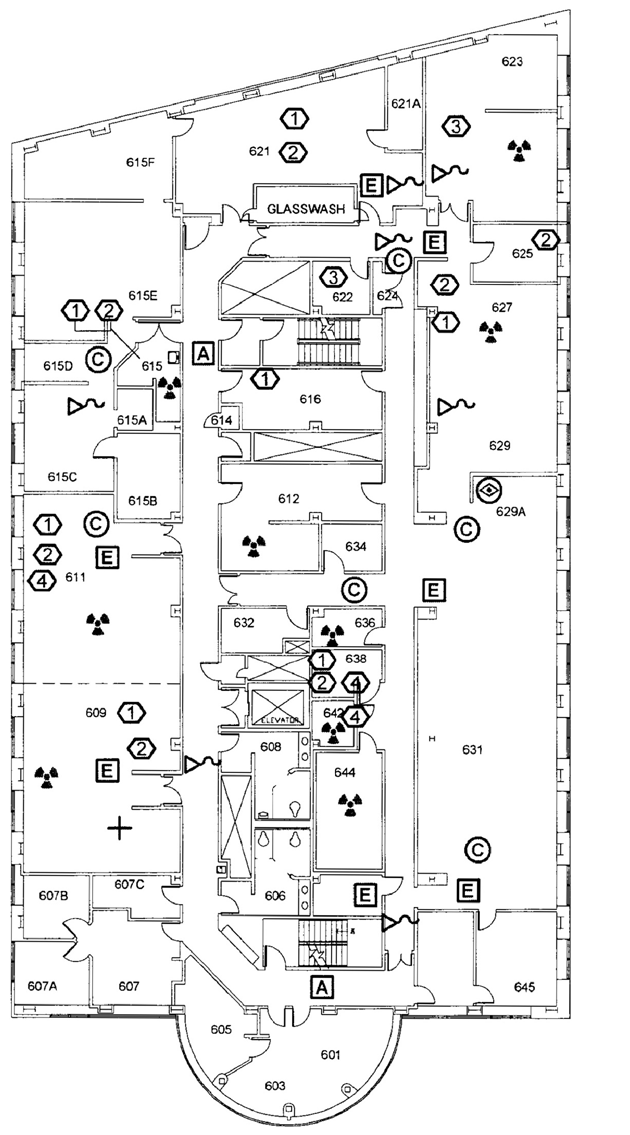 623
621A
1
3
621
2
615F
E
GLASSWASH
C
E
2
625
3
622
624
2
615E
627
1
2
1
A
C
615D
615
1
616
615A
614
629
615C
615B
612
629A
1
C
C
2
E
634
4
611
C
E
632
636
1
638
2
4
609
1
642
4
ELEVATOR
2
608
631
E
644
C
607C
607B
606
E
E
607A
607
A
645
605
601
603